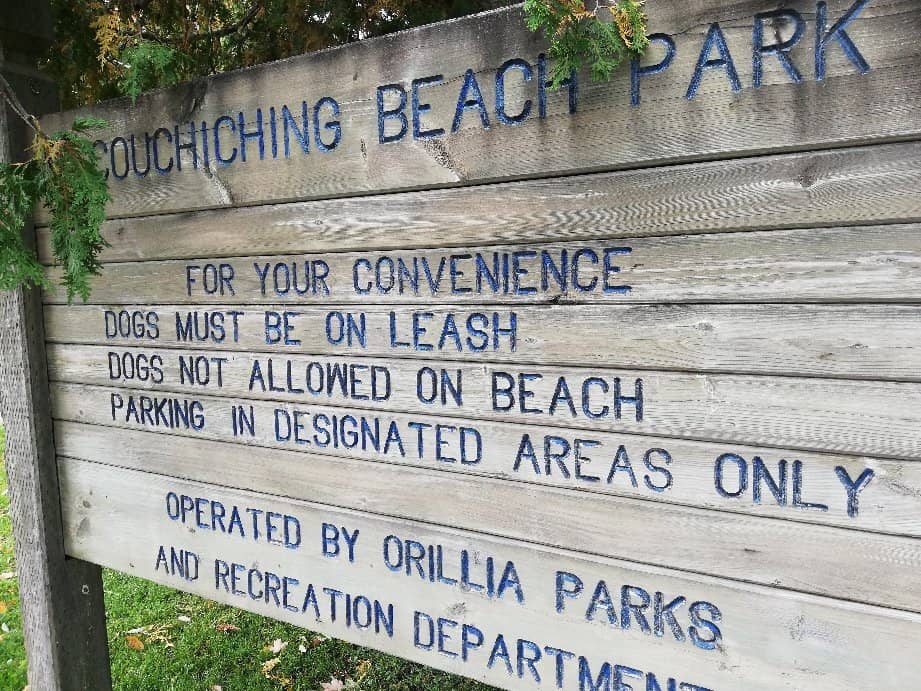 COUCHICHING BEACH PARK
FOR YOUR CONVENIENCE
DOGS MUST BE ON LEASH
DOGS NOT ALLOWED ON BEACH
PARKING IN DESIGNATED AREAS ONLY
OPERATED BY ORILLIA PARKS
AND RECREATION DEPARTMENT